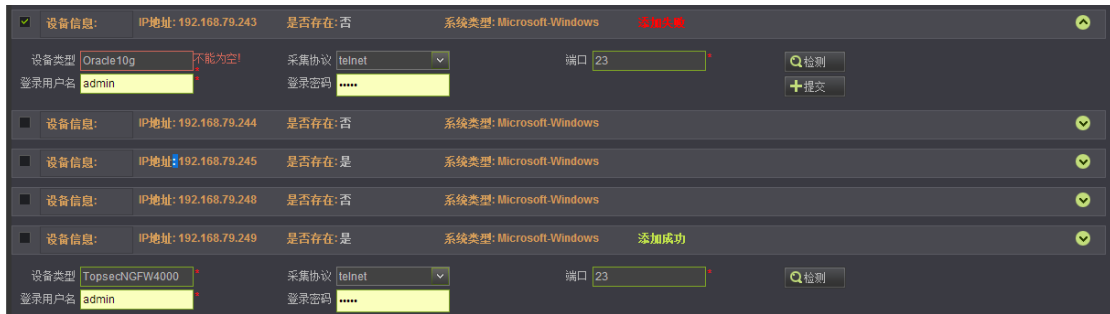 设备信息: IP地址: 192.168.79.243 是否存在: 否 系统类型: Microsoft-Windows 添加失败
设备类型 Oracle10g 不能为空! * 采集协议 telnet 端口 23 * 检测
登录用户名 admin * 登录密码 ••••• 提交
设备信息: IP地址: 192.168.79.244 是否存在: 否 系统类型: Microsoft-Windows
设备信息: IP地址: 192.168.79.245 是否存在: 是 系统类型: Microsoft-Windows
设备信息: IP地址: 192.168.79.248 是否存在: 否 系统类型: Microsoft-Windows
设备信息: IP地址: 192.168.79.249 是否存在: 是 系统类型: Microsoft-Windows 添加成功
设备类型 TopsecNGFW4000 * 采集协议 telnet 端口 23 * 检测
登录用户名 admin * 登录密码 •••••